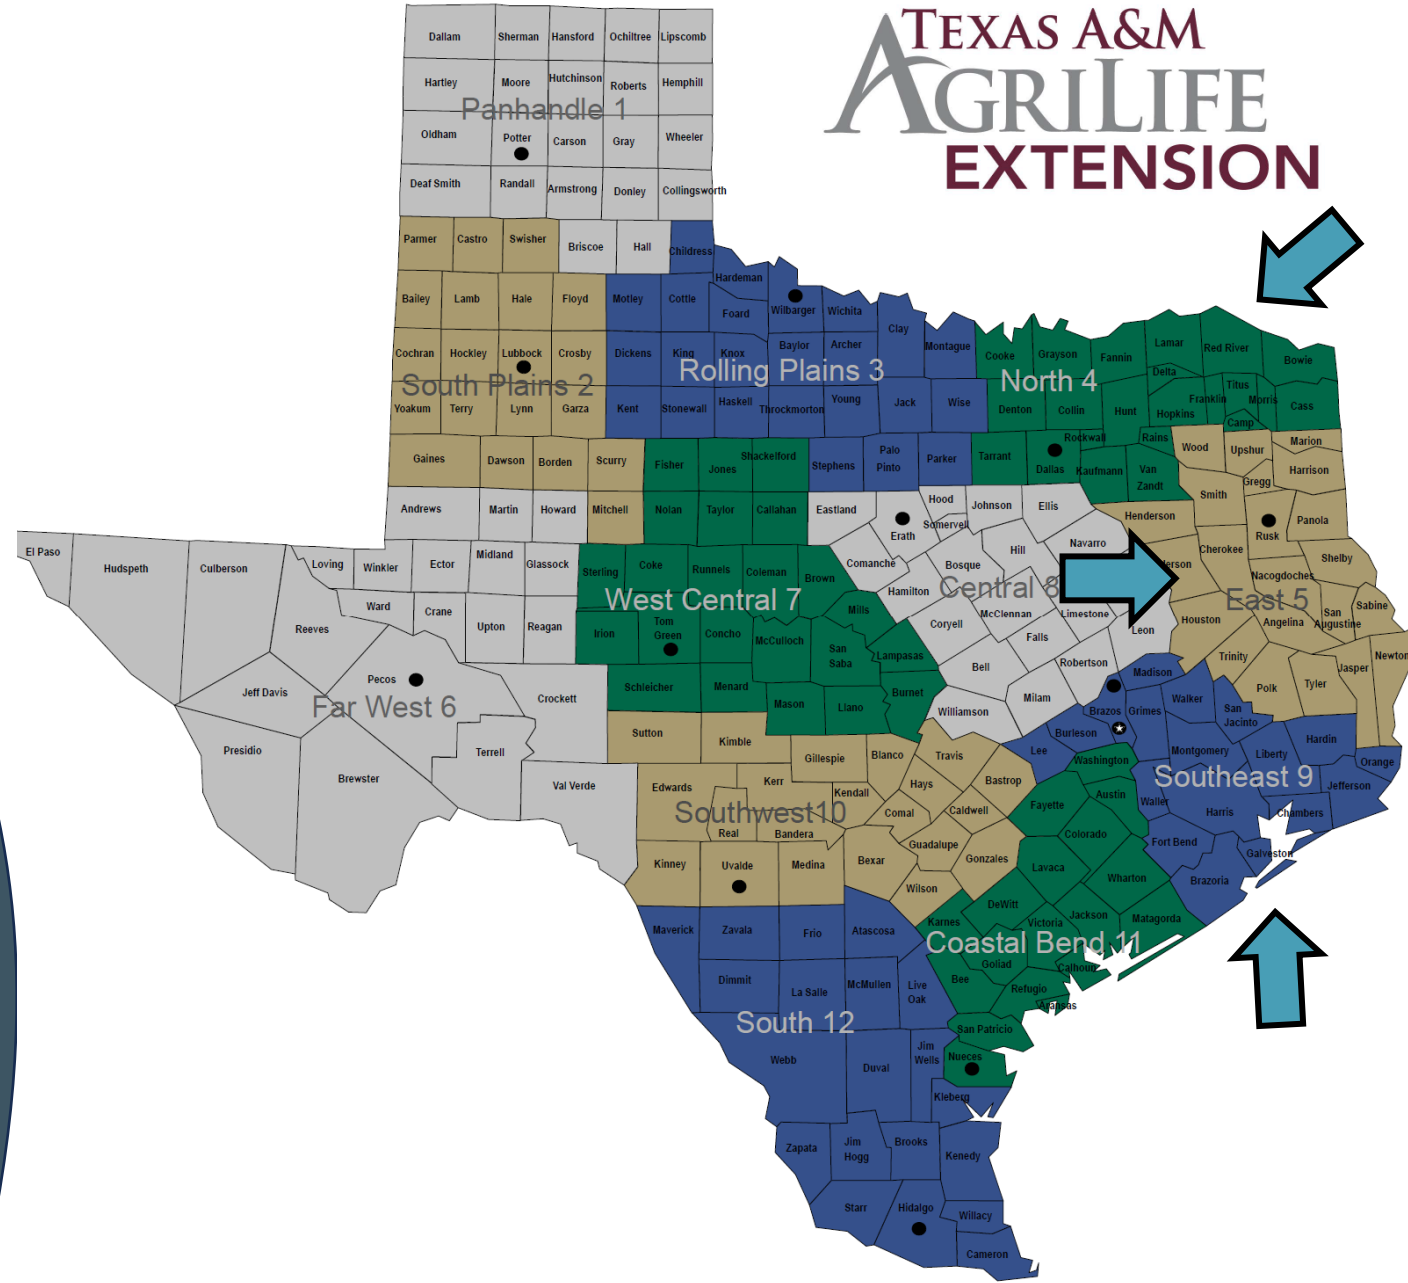 TEXAS A&M
AGRILIFE
EXTENSION
Dallam Sherman Hansford Ochiltree Lipscomb
Hartley Moore Hutchinson Roberts Hemphill
Panhandle 1
Oldham Potter Carson Gray Wheeler
Deaf Smith Randall Armstrong Donley Collingsworth
Parmer Castro Swisher Briscoe Hall Childress
Hardeman
Bailey Lamb Hale Floyd Motley Cottle Foard Wilbarger Wichita
Clay
Cochran Hockley Lubbock Crosby Dickens King Knox Baylor Archer Montague Cooke Grayson Fannin Lamar Red River Bowie
South Plains 2 Rolling Plains 3 North 4
Delta Titus
Yoakum Terry Lynn Garza Kent Stonewall Haskell Throckmorton Young Jack Wise Denton Collin Hunt Hopkins Franklin Morris Cass
Camp
Gaines Dawson Borden Scurry Fisher Jones Shackelford Stephens Palo
Pinto Parker Tarrant Dallas Rockwall Kaufmann Rains Van
Zandt Wood Upshur Marion
Gregg Harrison
Andrews Martin Howard Mitchell Nolan Taylor Callahan Eastland Erath Hood Somervell Johnson Ellis Henderson Smith Rusk Panola
El Paso Hudspeth Culberson Loving Winkler Ector Midland Glassock Sterling Coke Runnels Coleman Brown Comanche Bosque Hill Navarro erson Cherokee Nacogdoches Shelby
West Central 7 Central 8 East 5
Reeves Ward Crane Upton Reagan Irion Tom
Green Concho McCulloch Mills San
Saba Lampasas Hamilton Coryell McClennan Limestone Falls Leon Houston Angelina San
Augustine Sabine
Pecos
Far West 6
Jeff Davis Crockett Schleicher Menard Mason Llano Burnet Bell Milam Robertson Madison Trinity Polk Tyler Jasper Newton
Presidio Brewster Terrell Val Verde Sutton Kimble Gillespie Blanco Williamson Travis Lee Burleson Brazos Grimes Walker San
Jacinto Hardin Orange
Edwards Kerr Kendall Hays Bastrop Washington Montgomery Liberty Jefferson
Southwest10 Southeast 9
Real Bandera Comal Caldwell Fayette Austin Waller Harris Chambers
Kinney Uvalde Medina Bexar Guadalupe Gonzales Lavaca Colorado Fort Bend Galveston
Wilson Wharton Brazoria
Maverick Zavala Frio Atascosa Karnes DeWitt Victoria Jackson Matagorda
Coastal Bend 11
Dimmit La Salle McMullen Live
Oak Bee Goliad Refugio Calhoun Aransas
South 12
San Patricio
Webb Duval Jim
Wells Nueces
Kleberg
Zapata Jim
Hogg Brooks Kenedy
Starr Hidalgo Willacy
Cameron